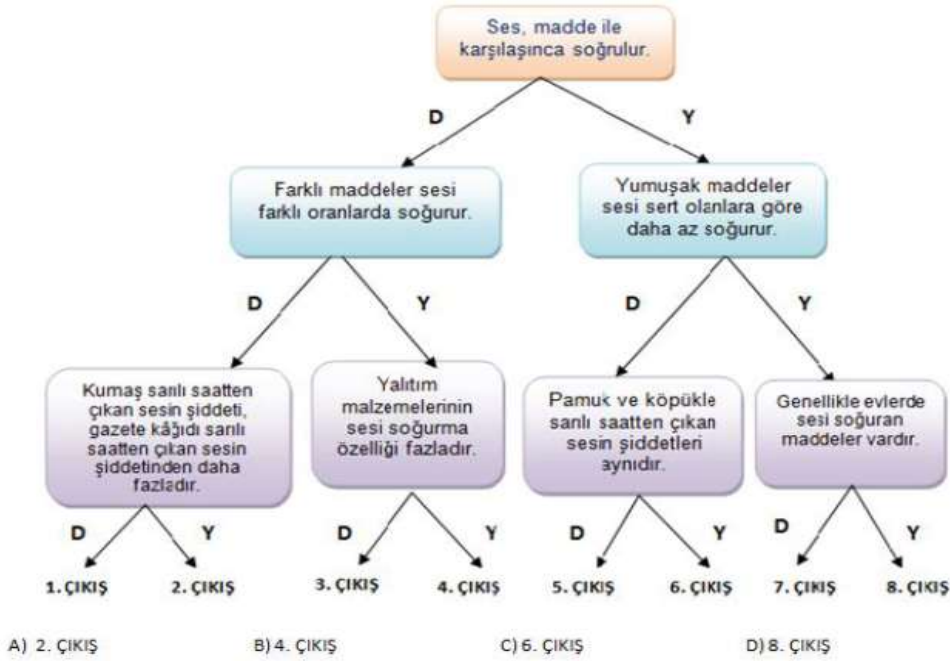 Ses, madde ile
karşılaşınca soğrulur.
D
Y
Farklı maddeler sesi
farklı oranlarda soğurur.
Yumuşak maddeler
sesi sert olanlara göre
daha az soğurur.
D
Y
D
Y
Kumaş sarılı saatten
çıkan sesin şiddeti,
gazete kâğıdı sarılı
saatten çıkan sesin
şiddetinden daha
fazladır.
Yalıtım
malzemelerinin
sesi soğurma
özelliği fazladır.
Pamuk ve köpükle
sarılı saatten çıkan
sesin şiddetleri
aynıdır.
Genellikle evlerde
sesi soğuran
maddeler vardır.
D
Y
D
Y
D
Y
D
Y
1. ÇIKIŞ
2. ÇIKIŞ
3. ÇIKIŞ
4. ÇIKIŞ
5. ÇIKIŞ
6. ÇIKIŞ
7. ÇIKIŞ
8. ÇIKIŞ
A) 2. ÇIKIŞ
B) 4. ÇIKIŞ
C) 6. ÇIKIŞ
D) 8. ÇIKIŞ